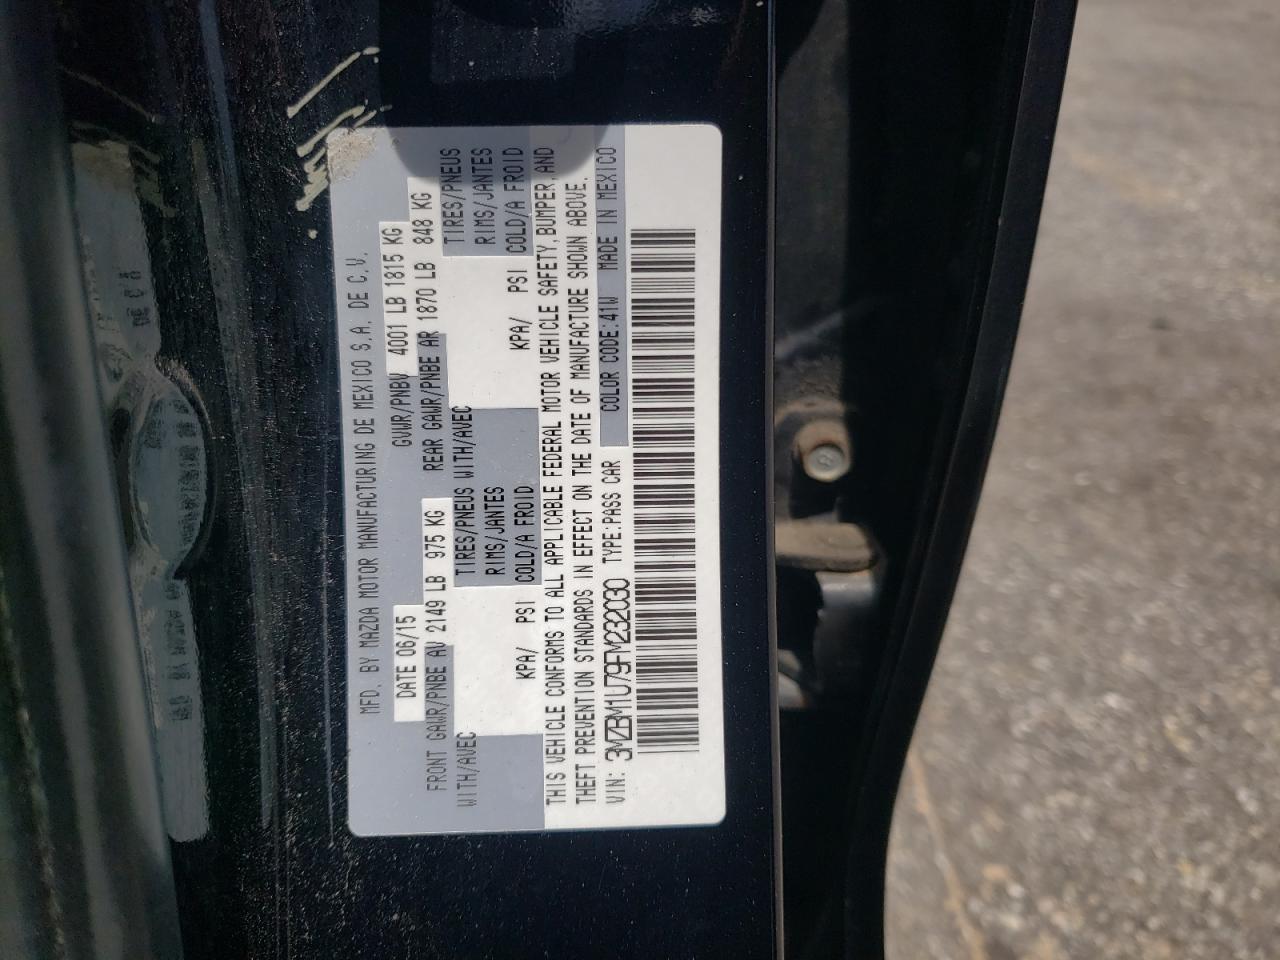 MFD. BY MAZDA MOTOR MANUFACTURING DE MEXICO S.A. DE C.V.
DATE 06/15 GVWR/PNBV 4001 LB 1815 KG
FRONT GAWR/PNBE AV 2149 LB 975 KG REAR GAWR/PNBE AR 1870 LB 848 KG
WITH/AVEC TIRES/PNEUS WITH/AVEC TIRES/PNEUS
RIMS/JANTES RIMS/JANTES
KPA/ PSI COLD/A FROID KPA/ PSI COLD/A FROID
THIS VEHICLE CONFORMS TO ALL APPLICABLE FEDERAL MOTOR VEHICLE SAFETY, BUMPER, AND
THEFT PREVENTION STANDARDS IN EFFECT ON THE DATE OF MANUFACTURE SHOWN ABOVE.
VIN: 3MZBM1U79FM232030 TYPE:PASS CAR COLOR CODE:41W MADE IN MEXICO